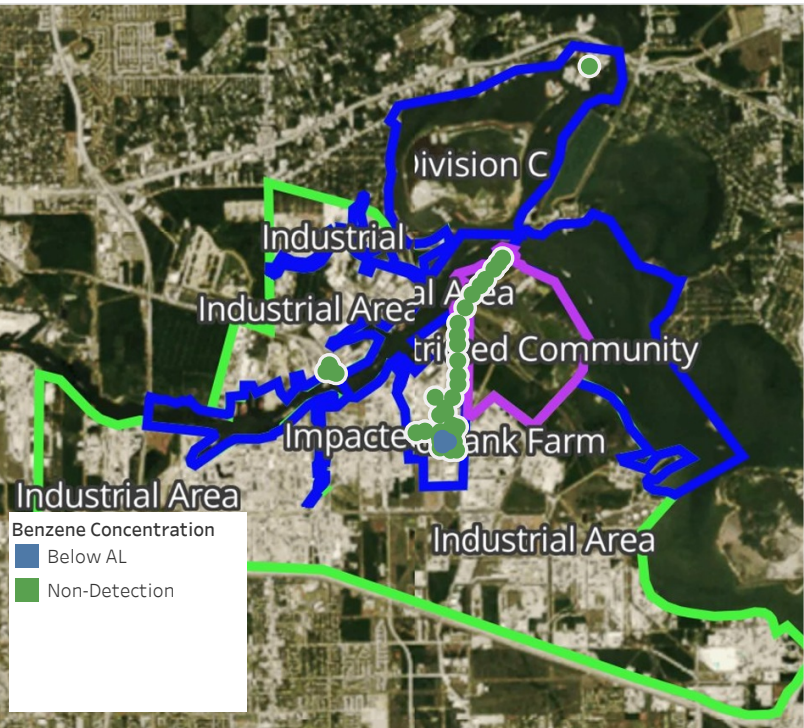 Division C
Industrial
al Area
Industrial Area
tricted Community
Impacte
ank Farm
Industrial Area
Industrial Area
Benzene Concentration
Below AL
Non-Detection